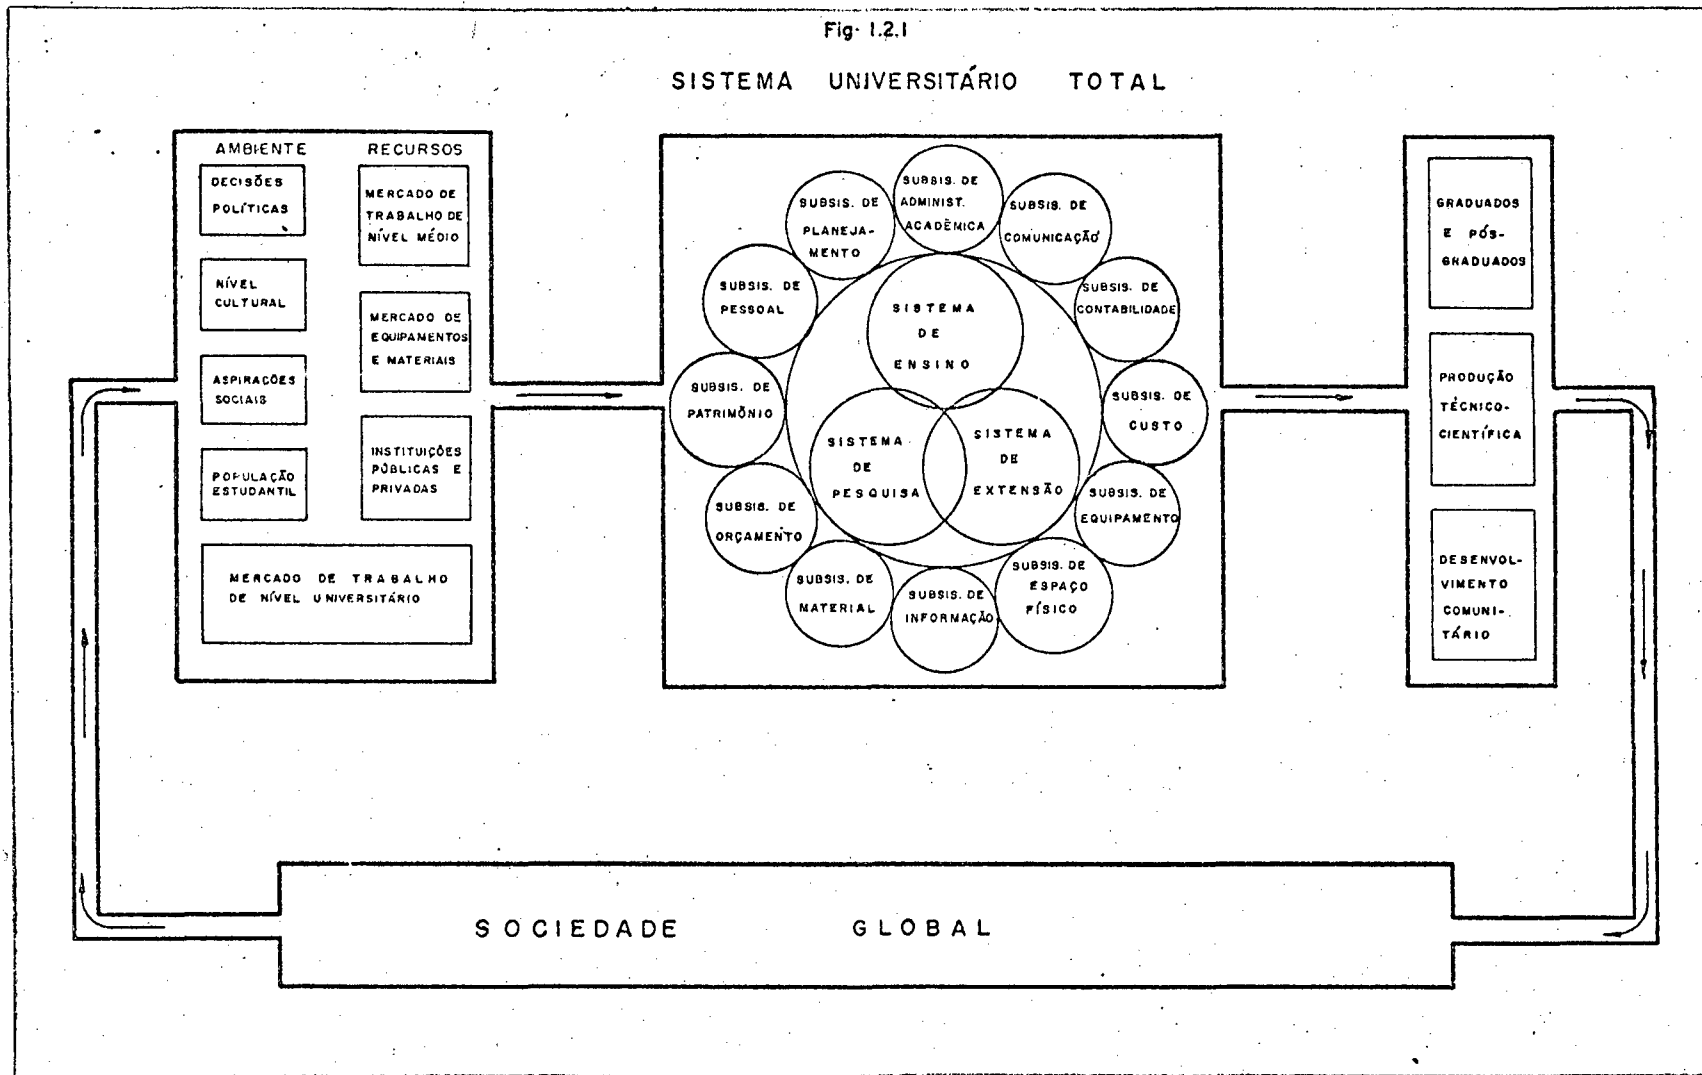 Fig. 1.2.1
SISTEMA UNIVERSITÁRIO TOTAL
AMBIENTE
DECISÕES
POLÍTICAS
NÍVEL
CULTURAL
ASPIRAÇÕES
SOCIAIS
POPULAÇÃO
ESTUDANTIL
RECURSOS
MERCADO DE
TRABALHO DE
NÍVEL MÉDIO
MERCADO DE
EQUIPAMENTOS
E MATERIAIS
INSTITUIÇÕES
PÚBLICAS E
PRIVADAS
MERCADO DE TRABALHO
DE NÍVEL UNIVERSITÁRIO
SUBSIS. DE
ADMINIST.
ACADÊMICA
SUBSIS. DE
COMUNICAÇÃO
SUBSIS. DE
CONTABILIDADE
SUBSIS. DE
CUSTO
SUBSIS. DE
EQUIPAMENTO
SUBSIS. DE
ESPAÇO
FÍSICO
SUBSIS. DE
INFORMAÇÃO
SUBSIS. DE
MATERIAL
SUBSIS. DE
ORÇAMENTO
SUBSIS. DE
PATRIMÔNIO
SUBSIS. DE
PESSOAL
SUBSIS. DE
PLANEJA-
MENTO
SISTEMA
DE
ENSINO
SISTEMA
DE
PESQUISA
SISTEMA
DE
EXTENSÃO
GRADUADOS
E PÓS-
GRADUADOS
PRODUÇÃO
TÉCNICO-
CIENTÍFICA
DESENVOL-
VIMENTO
COMUNI-
TÁRIO
SOCIEDADE GLOBAL